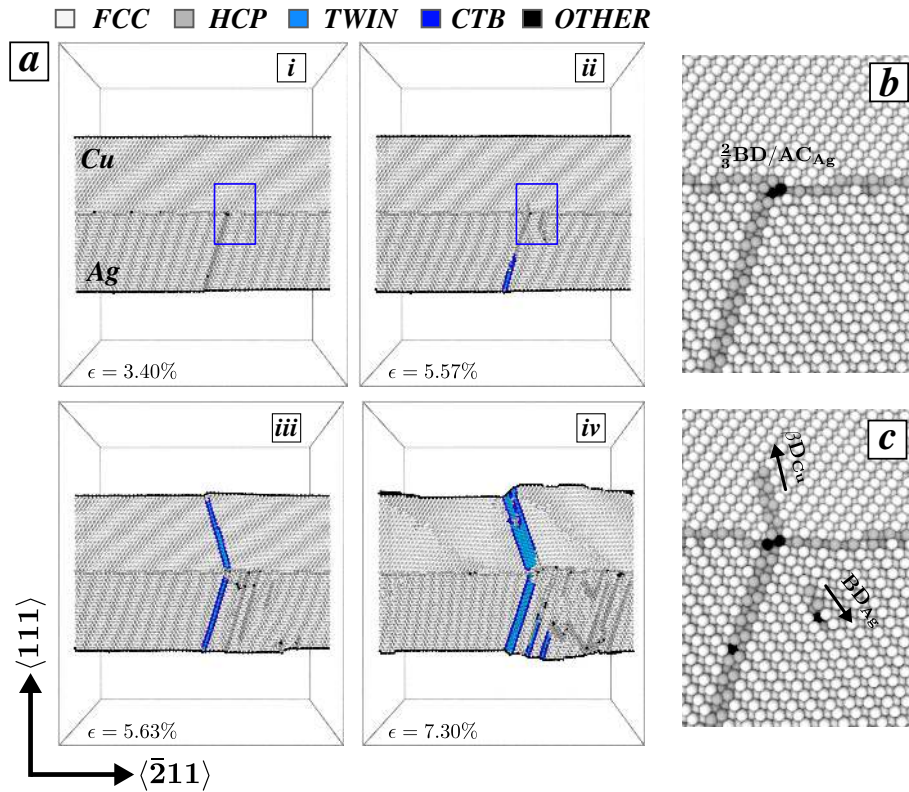 FCC HCP TWIN CTB OTHER
a
i
Cu
Ag
ϵ = 3.40%
ii
ϵ = 5.57%
b
⅔BD/AC_Ag
iii
ϵ = 5.63%
iv
ϵ = 7.30%
c
βD_Cu
BD_Ag
⟨111⟩
⟨2̄11⟩